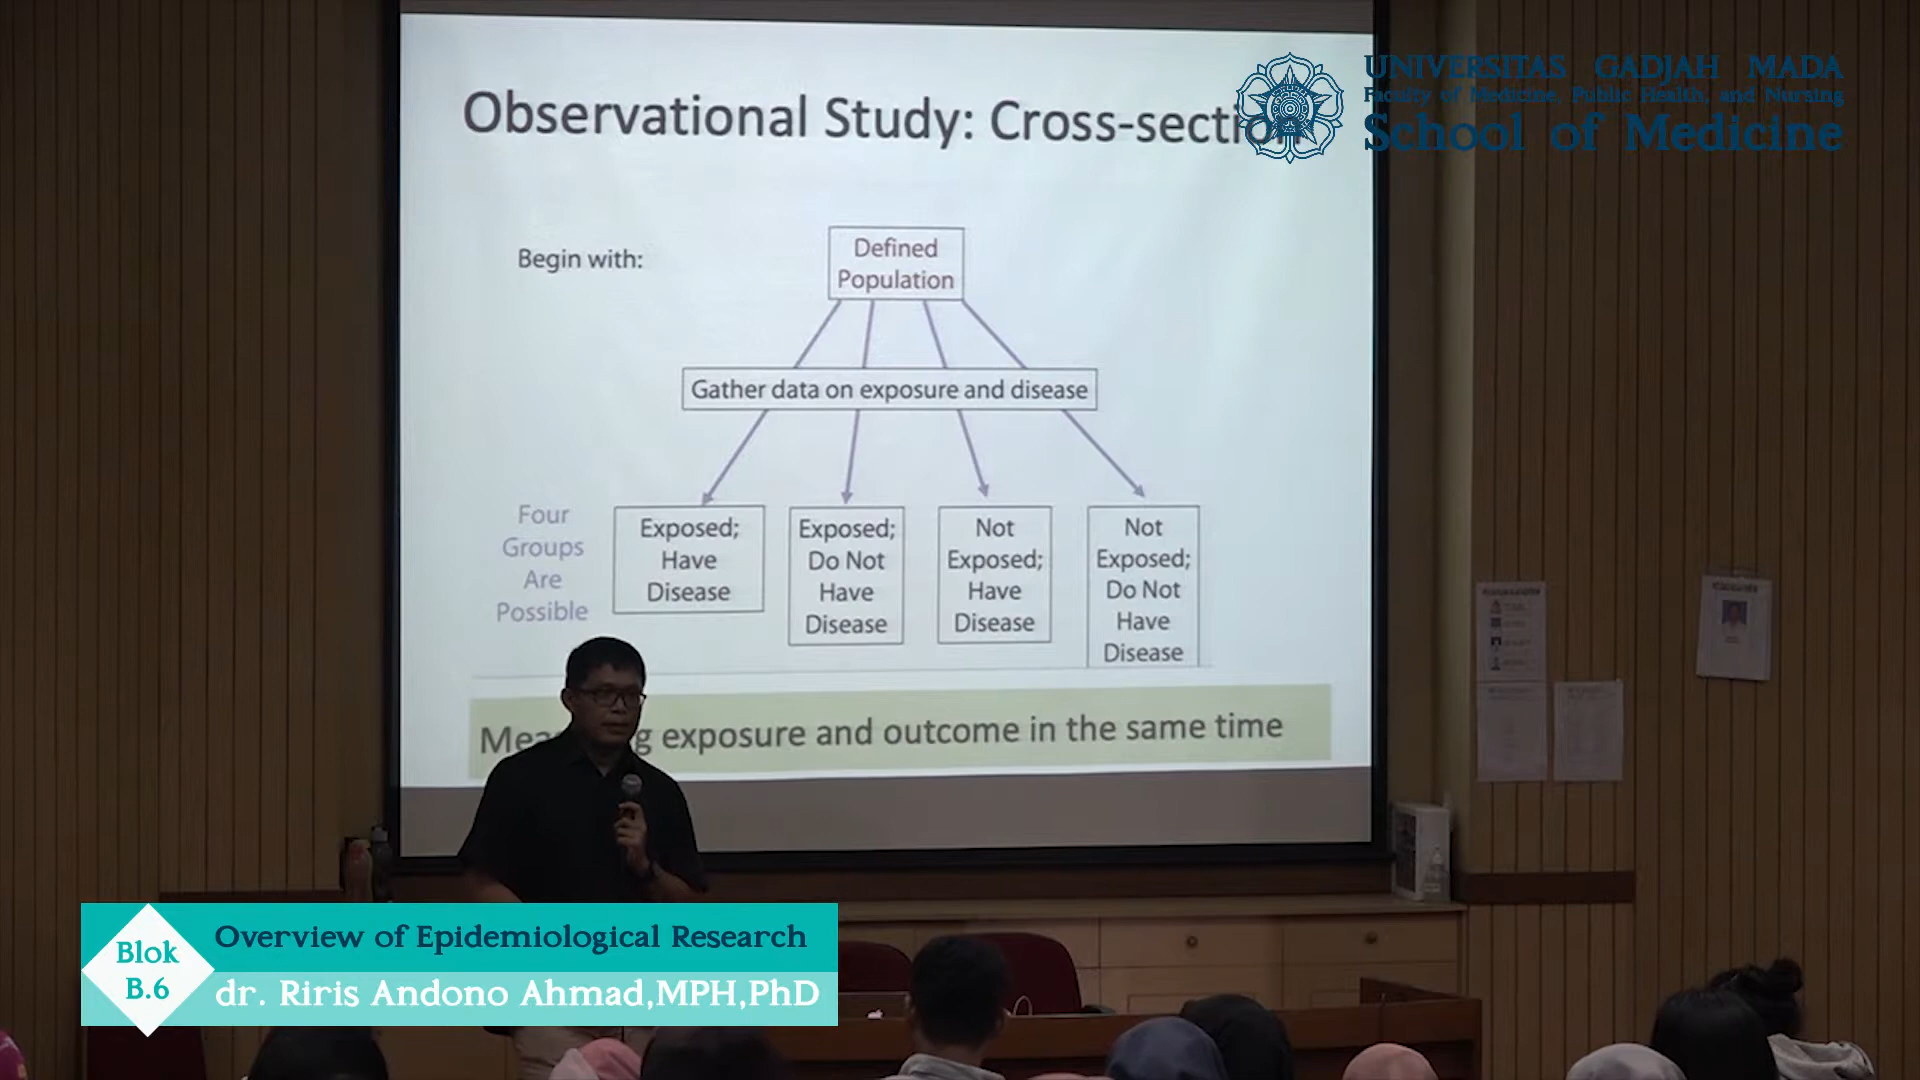 Observational Study: Cross-section
UNIVERSITAS GADJAH MADA
Faculty of Medicine, Public Health, and Nursing
School of Medicine
Begin with:
Defined
Population
Gather data on exposure and disease
Four
Groups
Are
Possible
Exposed;
Have
Disease
Exposed;
Do Not
Have
Disease
Not
Exposed;
Have
Disease
Not
Exposed;
Do Not
Have
Disease
exposure and outcome in the same time
Blok
B.6
Overview of Epidemiological Research
dr. Riris Andono Ahmad,MPH,PhD